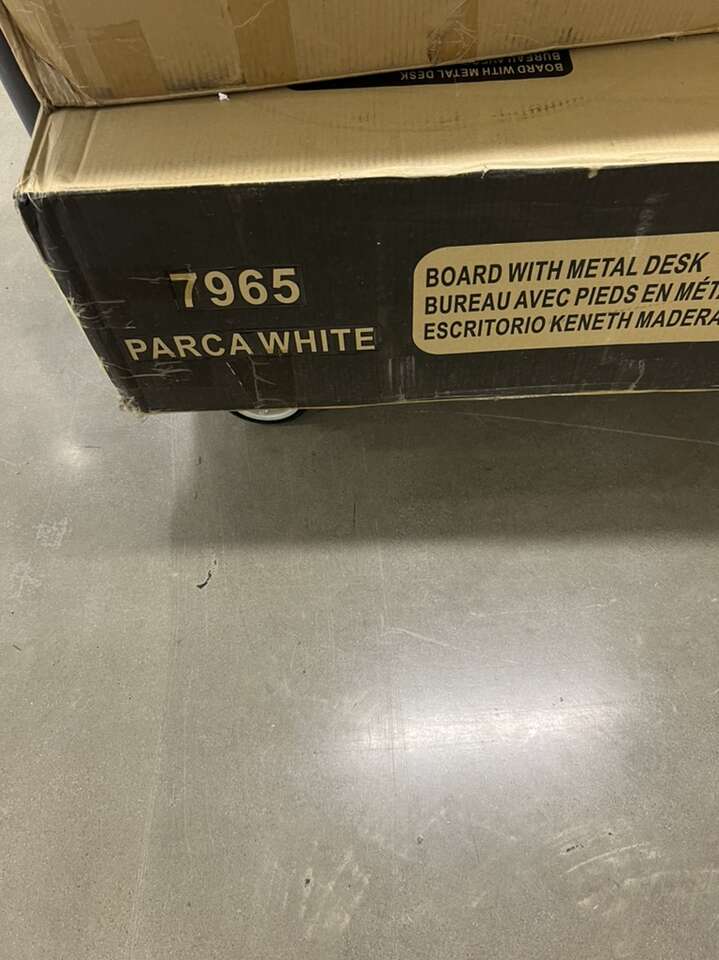 BOARD WITH METAL DESK
7965
PARCA WHITE
BOARD WITH METAL DESK
BUREAU AVEC PIEDS EN
ESCRITORIO KENETH MADERA